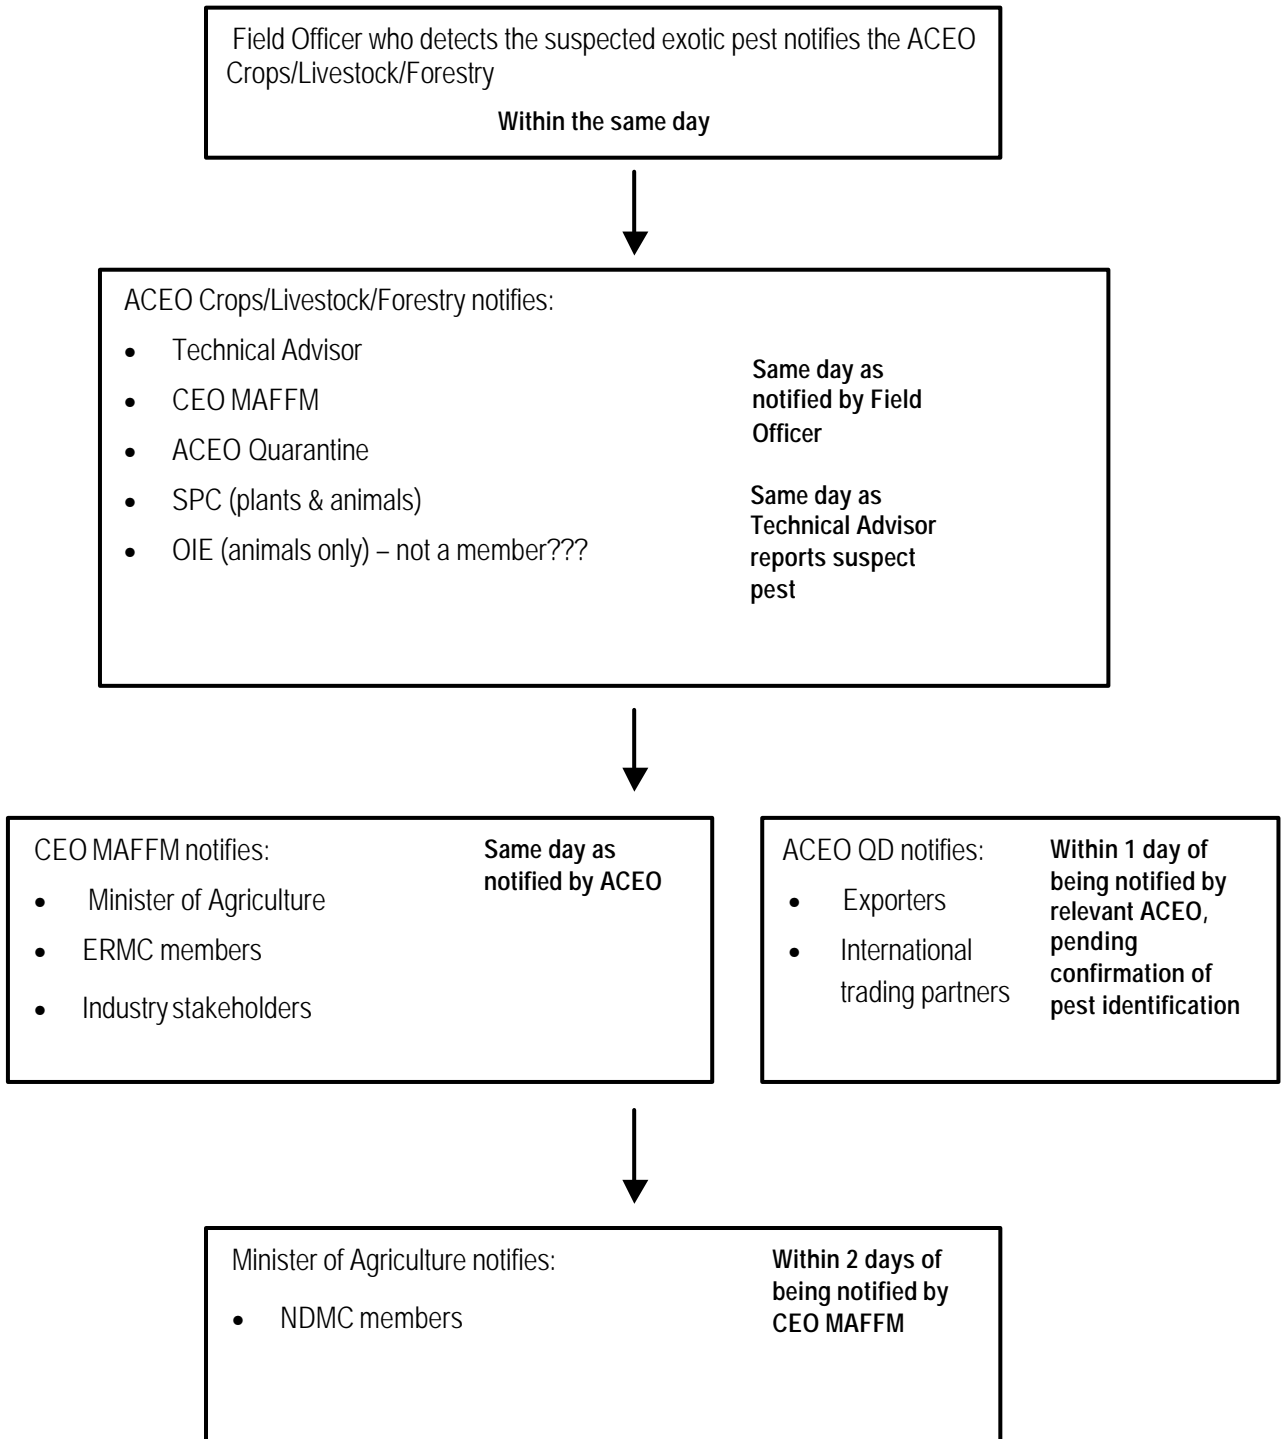 Field Officer who detects the suspected exotic pest notifies the ACEO
Crops/Livestock/Forestry
Within the same day
ACEO Crops/Livestock/Forestry notifies:
• Technical Advisor
• CEO MAFFM
• ACEO Quarantine
• SPC (plants & animals)
• OIE (animals only) – not a member???
Same day as
notified by Field
Officer
Same day as
Technical Advisor
reports suspect
pest
CEO MAFFM notifies:
• Minister of Agriculture
• ERMC members
• Industry stakeholders
Same day as
notified by ACEO
ACEO QD notifies:
• Exporters
• International
trading partners
Within 1 day of
being notified by
relevant ACEO,
pending
confirmation of
pest identification
Minister of Agriculture notifies:
• NDMC members
Within 2 days of
being notified by
CEO MAFFM